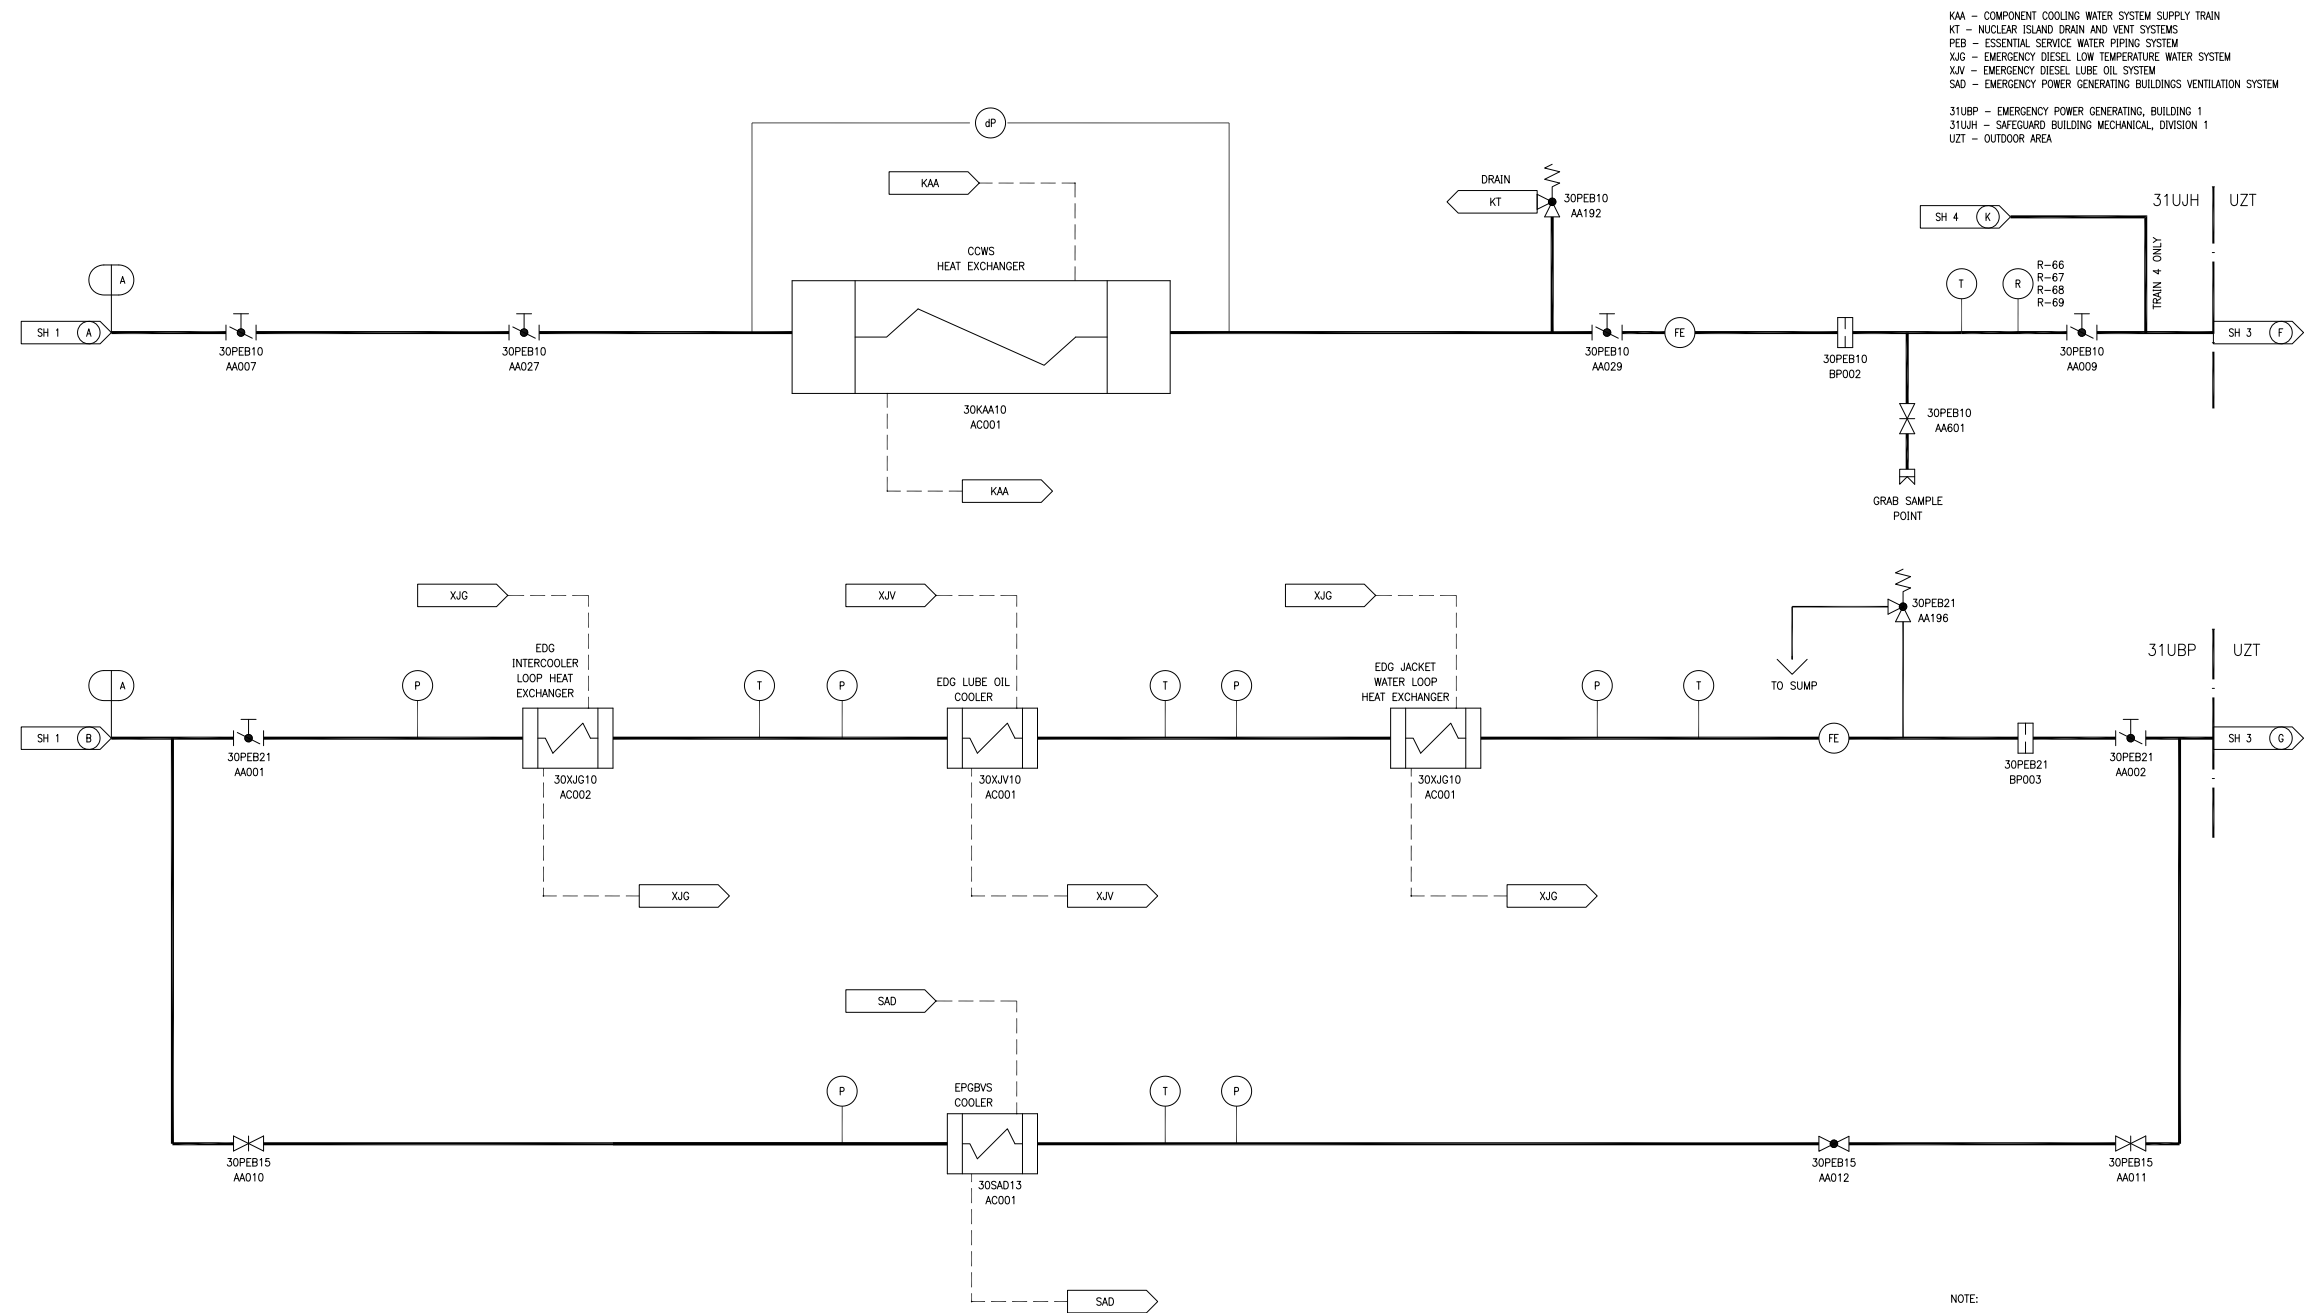 KAA – COMPONENT COOLING WATER SYSTEM SUPPLY TRAIN
KT – NUCLEAR ISLAND DRAIN AND VENT SYSTEMS
PEB – ESSENTIAL SERVICE WATER PIPING SYSTEM
XJG – EMERGENCY DIESEL LOW TEMPERATURE WATER SYSTEM
XJV – EMERGENCY DIESEL LUBE OIL SYSTEM
SAD – EMERGENCY POWER GENERATING BUILDINGS VENTILATION SYSTEM
31UBP – EMERGENCY POWER GENERATING, BUILDING 1
31UJH – SAFEGUARD BUILDING MECHANICAL, DIVISION 1
UZT – OUTDOOR AREA
dP
KAA
DRAIN
KT
30PEB10
AA192
31UJH
UZT
SH 4 K
TRAIN 4 ONLY
CCWS
HEAT EXCHANGER
A
T
R
R-66
R-67
R-68
R-69
SH 1 A
FE
SH 3 F
30PEB10
AA007
30PEB10
AA027
30PEB10
AA029
30PEB10
BP002
30PEB10
AA009
30KAA10
AC001
30PEB10
AA601
KAA
GRAB SAMPLE
POINT
XJG
XJV
XJG
30PEB21
AA196
EDG
INTERCOOLER
LOOP HEAT
EXCHANGER
EDG LUBE OIL
COOLER
EDG JACKET
WATER LOOP
HEAT EXCHANGER
TO SUMP
31UBP
UZT
A
P
T
P
T
P
P
T
SH 1 B
FE
SH 3 G
30PEB21
AA001
30XJG10
AC002
30XJV10
AC001
30XJG10
AC001
30PEB21
BP003
30PEB21
AA002
XJG
XJV
XJG
SAD
P
EPGBVS
COOLER
T
P
30PEB15
AA010
30SAD13
AC001
30PEB15
AA012
30PEB15
AA011
SAD
NOTE: